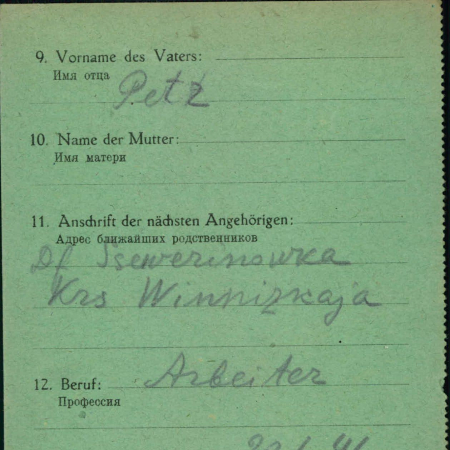 9. Vorname des Vaters:
Имя отца
Petr
10. Name der Mutter:
Имя матери
11. Anschrift der nächsten Angehörigen:
Адрес ближайших родственников
Df Isewerinowka
Krs Winnizkaja
12. Beruf: Arbeiter
Профессия